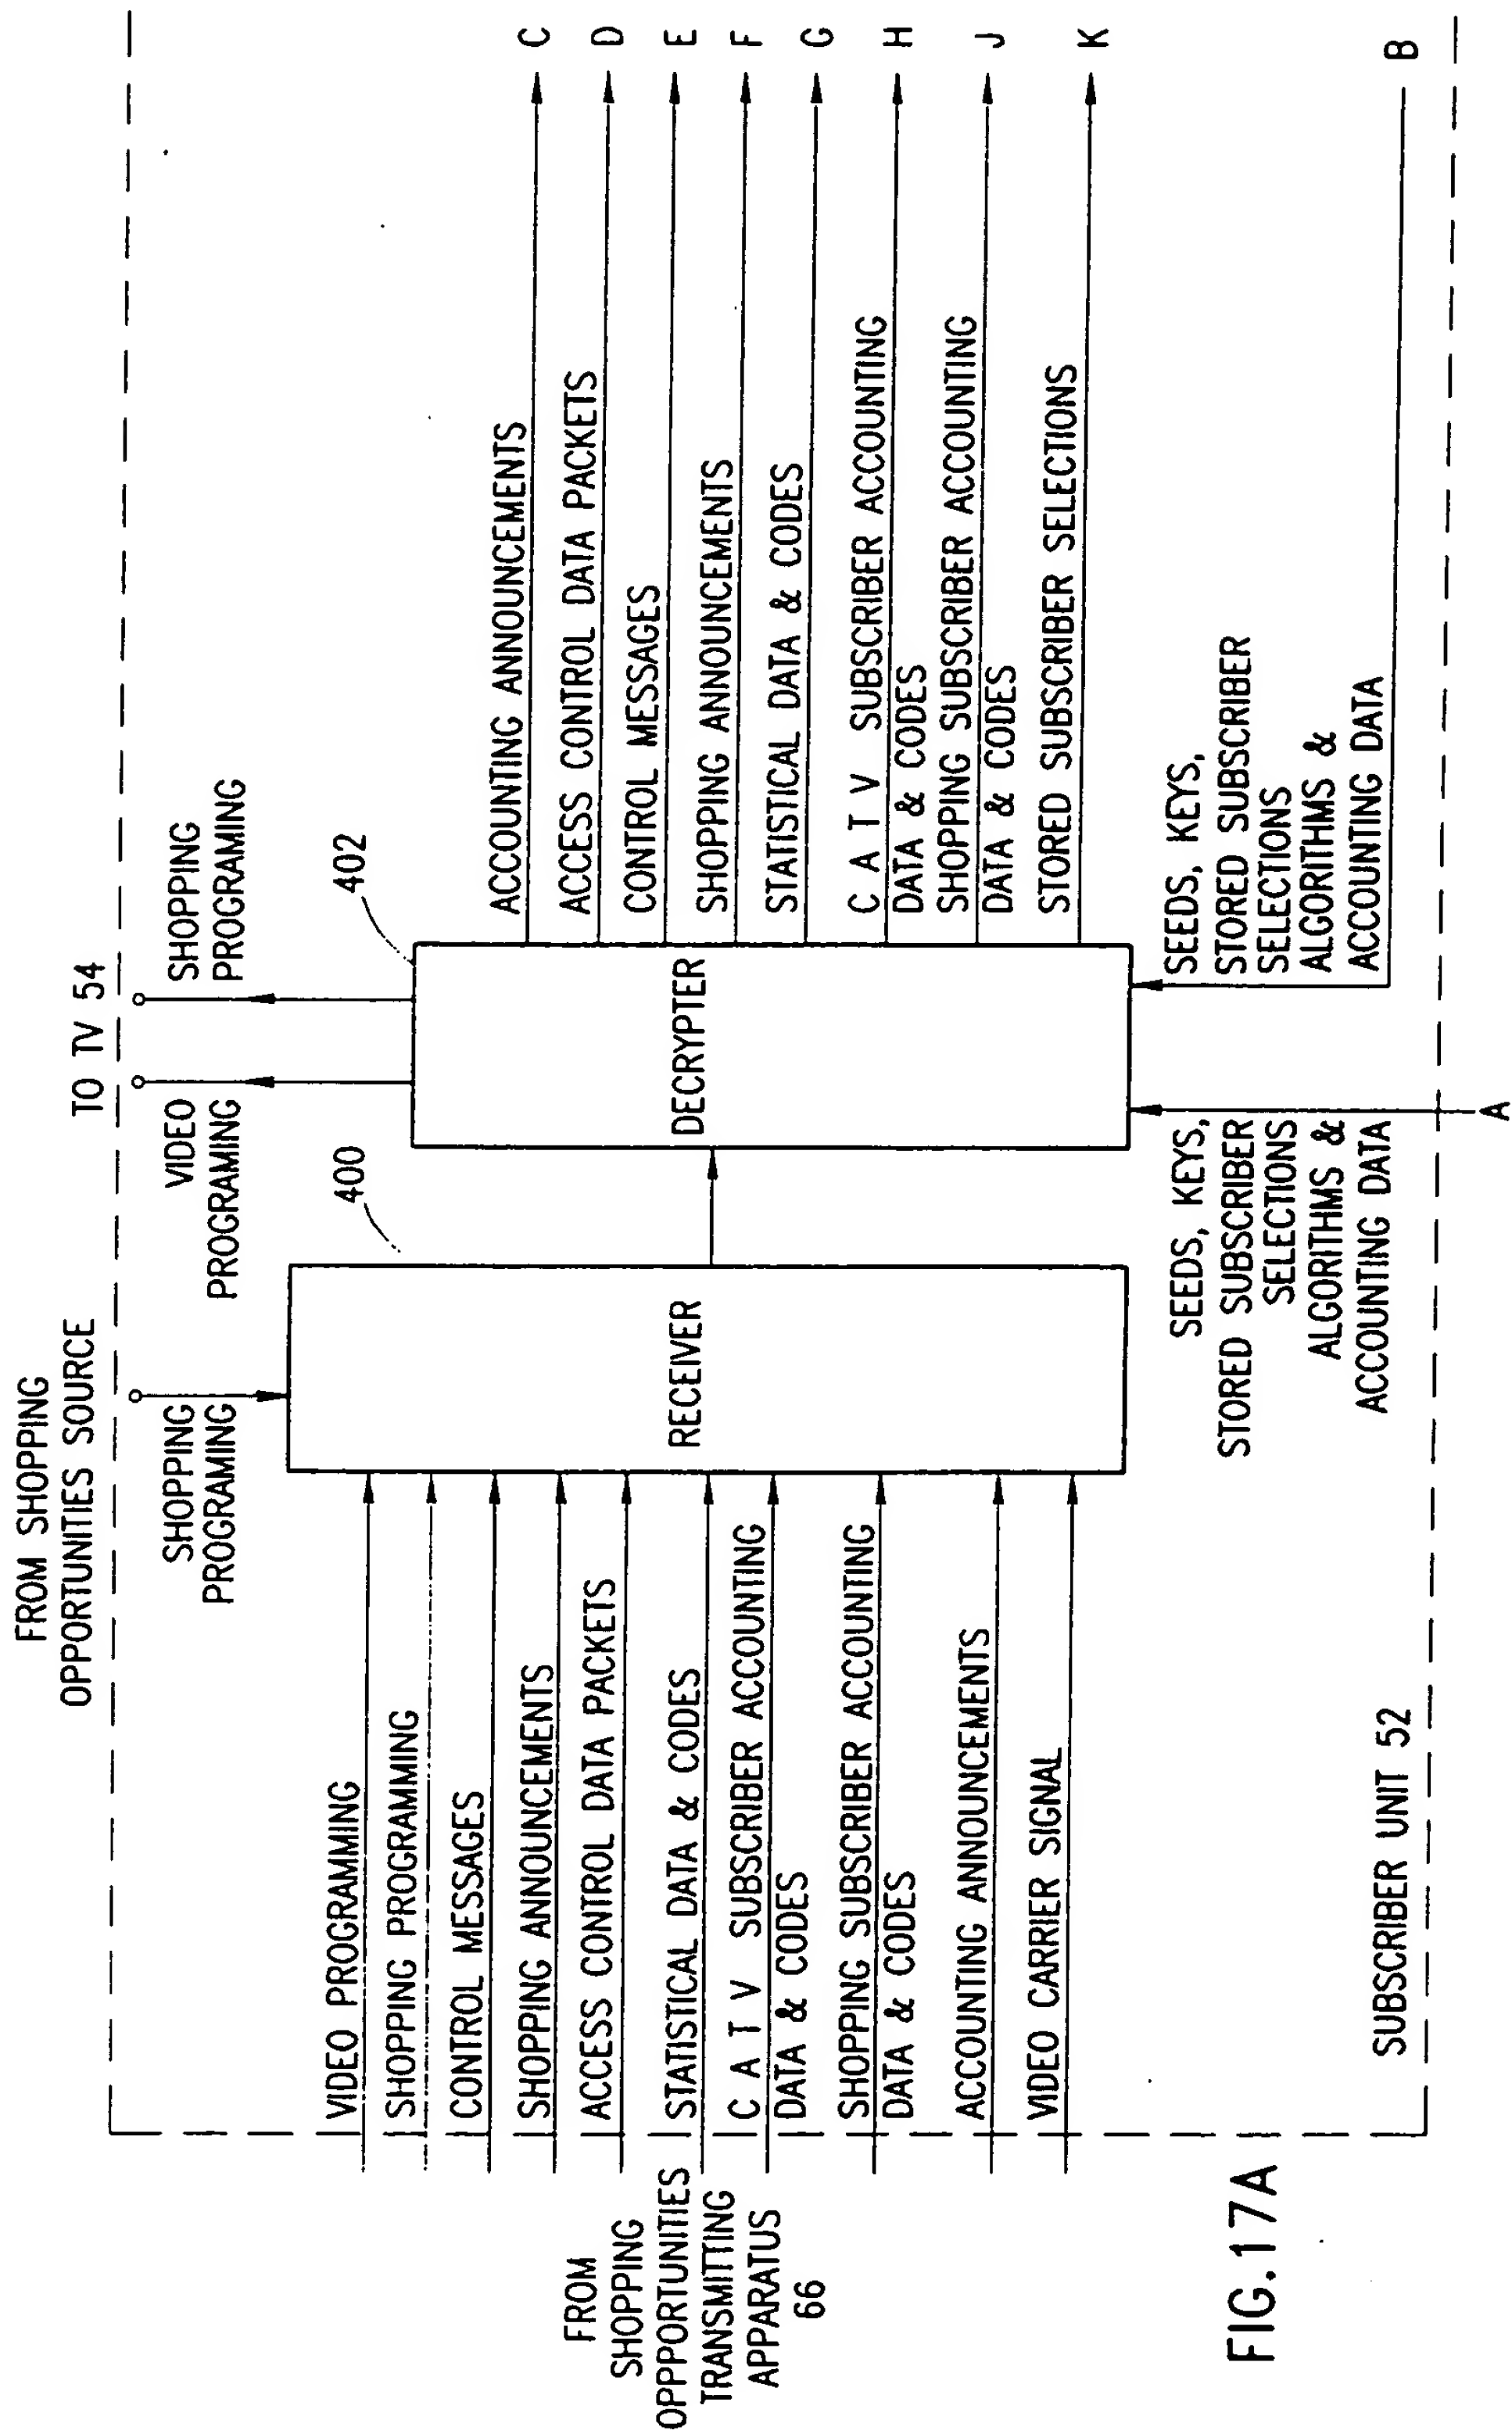 FROM SHOPPING
OPPORTUNITIES SOURCE
SHOPPING
PROGRAMING
TO TV 54
VIDEO
PROGRAMING
SHOPPING
PROGRAMING
400
402
VIDEO PROGRAMMING
SHOPPING PROGRAMMING
CONTROL MESSAGES
SHOPPING ANNOUNCEMENTS
ACCESS CONTROL DATA PACKETS
STATISTICAL DATA & CODES
C A T V SUBSCRIBER ACCOUNTING
DATA & CODES
SHOPPING SUBSCRIBER ACCOUNTING
DATA & CODES
ACCOUNTING ANNOUNCEMENTS
VIDEO CARRIER SIGNAL
FROM
SHOPPING
OPPPORTUNITIES
TRANSMITTING
APPARATUS
66
RECEIVER
DECRYPTER
ACCOUNTING ANNOUNCEMENTS
C
ACCESS CONTROL DATA PACKETS
D
CONTROL MESSAGES
E
SHOPPING ANNOUNCEMENTS
F
STATISTICAL DATA & CODES
G
C A T V SUBSCRIBER ACCOUNTING
DATA & CODES
H
SHOPPING SUBSCRIBER ACCOUNTING
DATA & CODES
J
STORED SUBSCRIBER SELECTIONS
K
SEEDS, KEYS,
STORED SUBSCRIBER
SELECTIONS
ALGORITHMS &
ACCOUNTING DATA
A
SEEDS, KEYS,
STORED SUBSCRIBER
SELECTIONS
ALGORITHMS &
ACCOUNTING DATA
B
SUBSCRIBER UNIT 52
FIG.17A